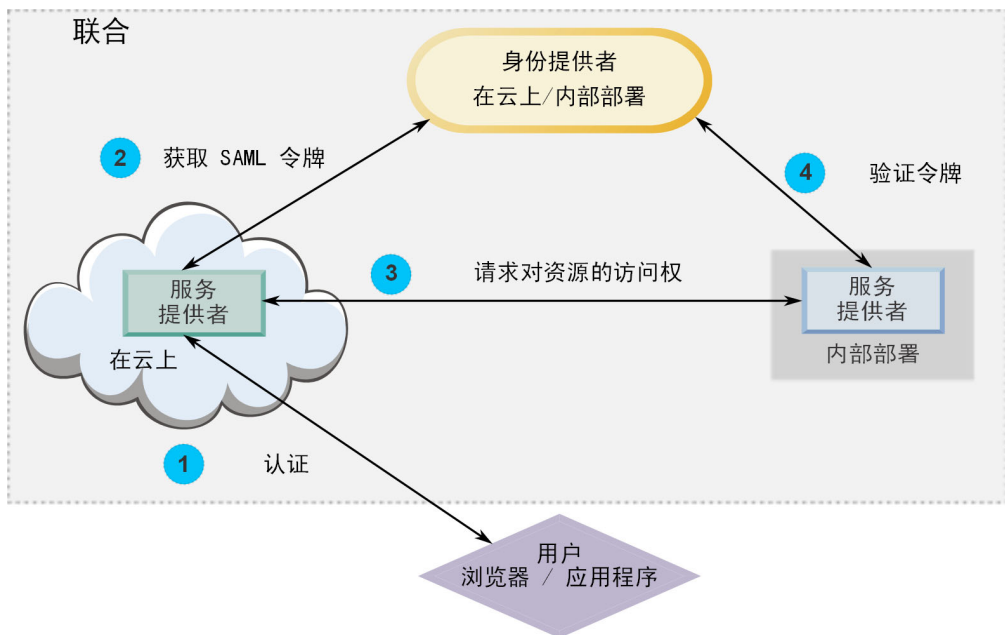 联合
身份提供者
在云上/内部部署
2 获取 SAML 令牌
4 验证令牌
3 请求对资源的访问权
服务
提供者
在云上
服务
提供者
内部部署
1 认证
用户
浏览器 / 应用程序